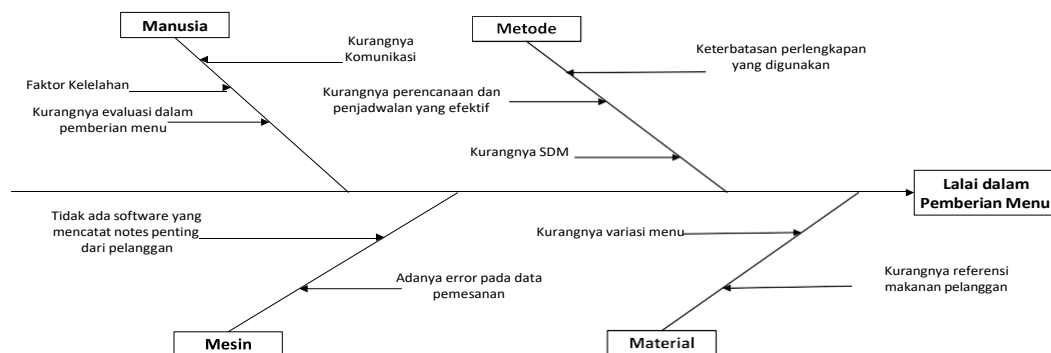 Manusia
Kurangnya
Komunikasi
Faktor Kelelahan
Kurangnya evaluasi dalam
pemberian menu
Metode
Keterbatasan perlengkapan
yang digunakan
Kurangnya perencanaan dan
penjadwalan yang efektif
Kurangnya SDM
Lalai dalam
Pemberian Menu
Tidak ada software yang
mencatat notes penting
dari pelanggan
Adanya error pada data
pemesanan
Mesin
Kurangnya variasi menu
Kurangnya referensi
makanan pelanggan
Material